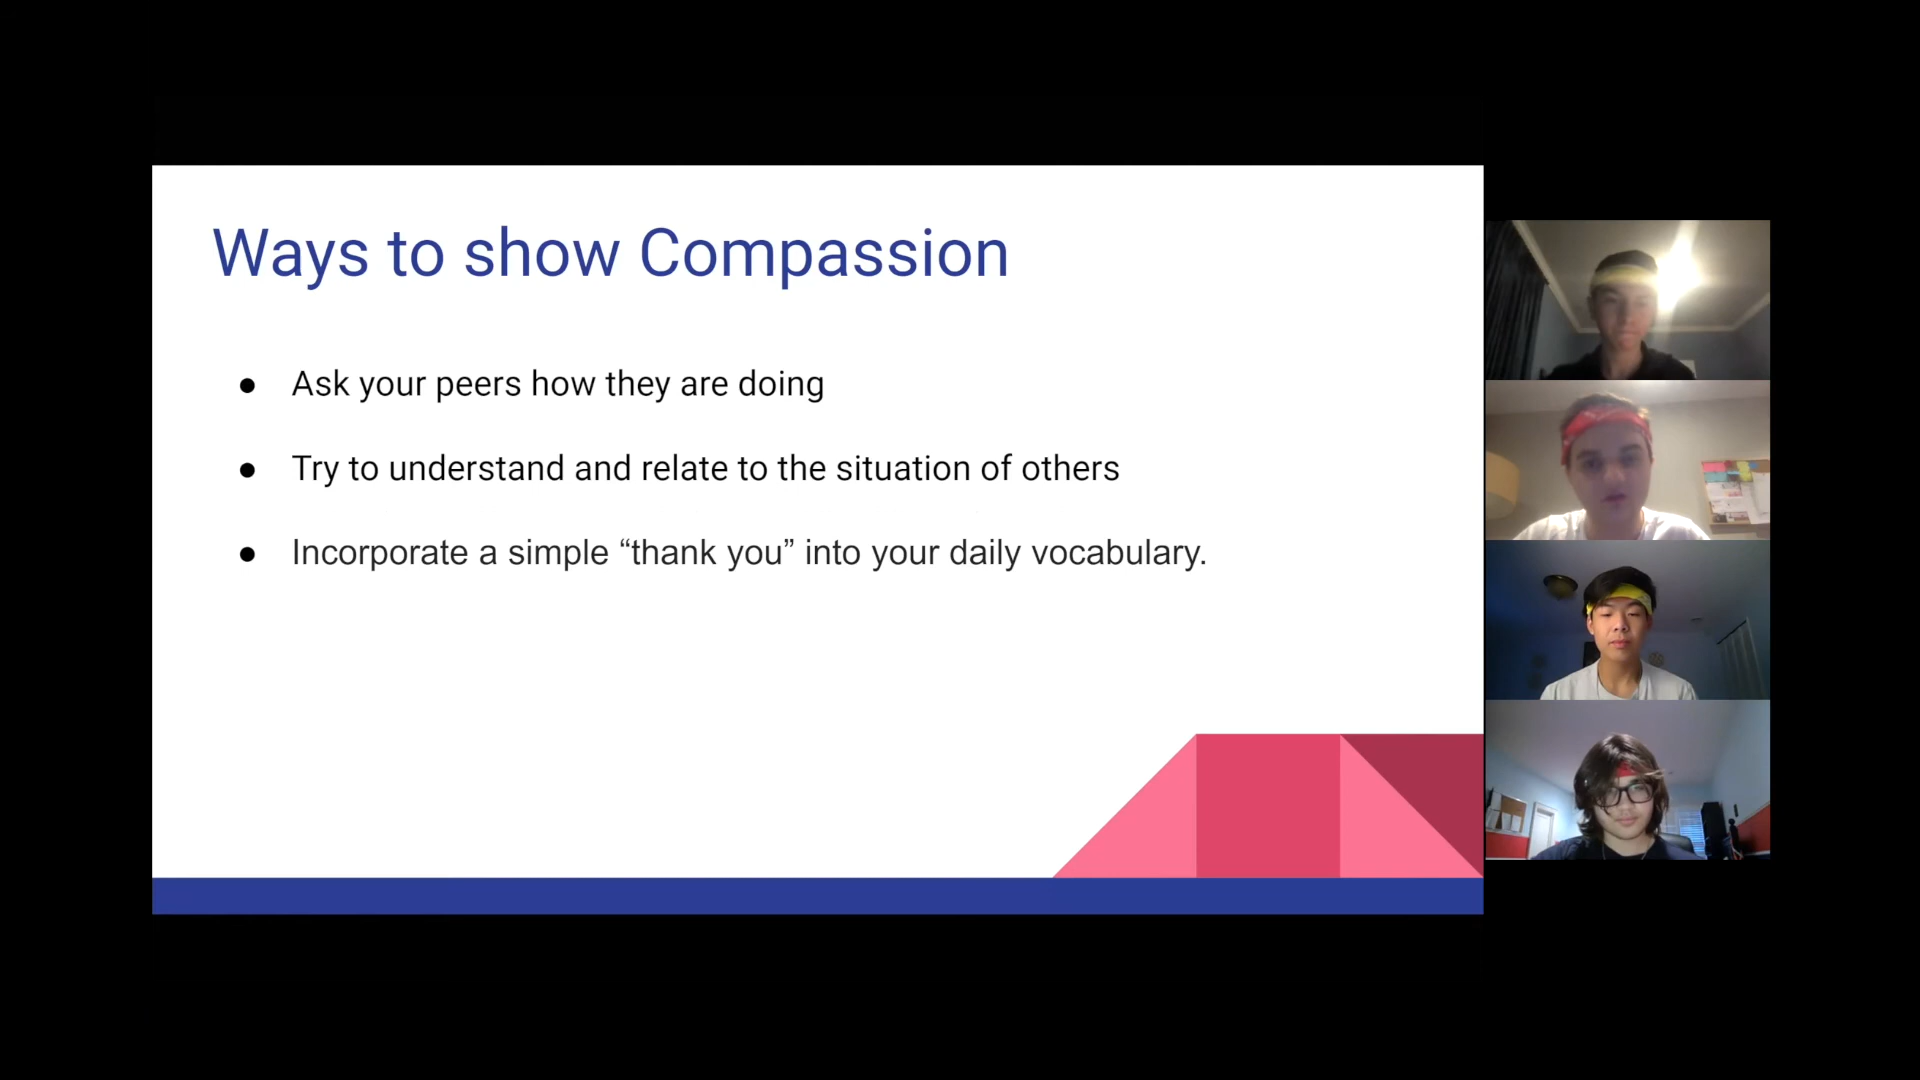 Ways to show Compassion
● Ask your peers how they are doing
● Try to understand and relate to the situation of others
● Incorporate a simple “thank you” into your daily vocabulary.